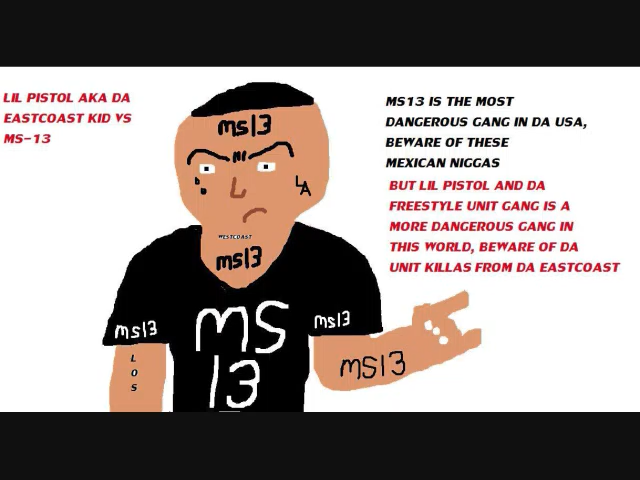 LIL PISTOL AKA DA
EASTCOAST KID VS
MS-13
MS13 IS THE MOST
DANGEROUS GANG IN DA USA,
BEWARE OF THESE
MEXICAN NIGGAS
BUT LIL PISTOL AND DA
FREESTYLE UNIT GANG IS A
MORE DANGEROUS GANG IN
THIS WORLD, BEWARE OF DA
UNIT KILLAS FROM DA EASTCOAST
ms13
LA
WESTCOAST
ms13
ms13
MS
13
ms13
LOS
MS13